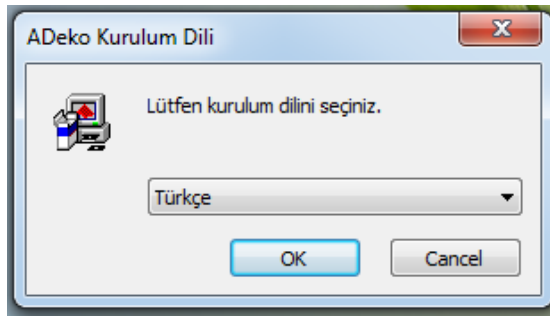 ADeko Kurulum Dili
Lütfen kurulum dilini seçiniz.
Türkçe
OK
Cancel